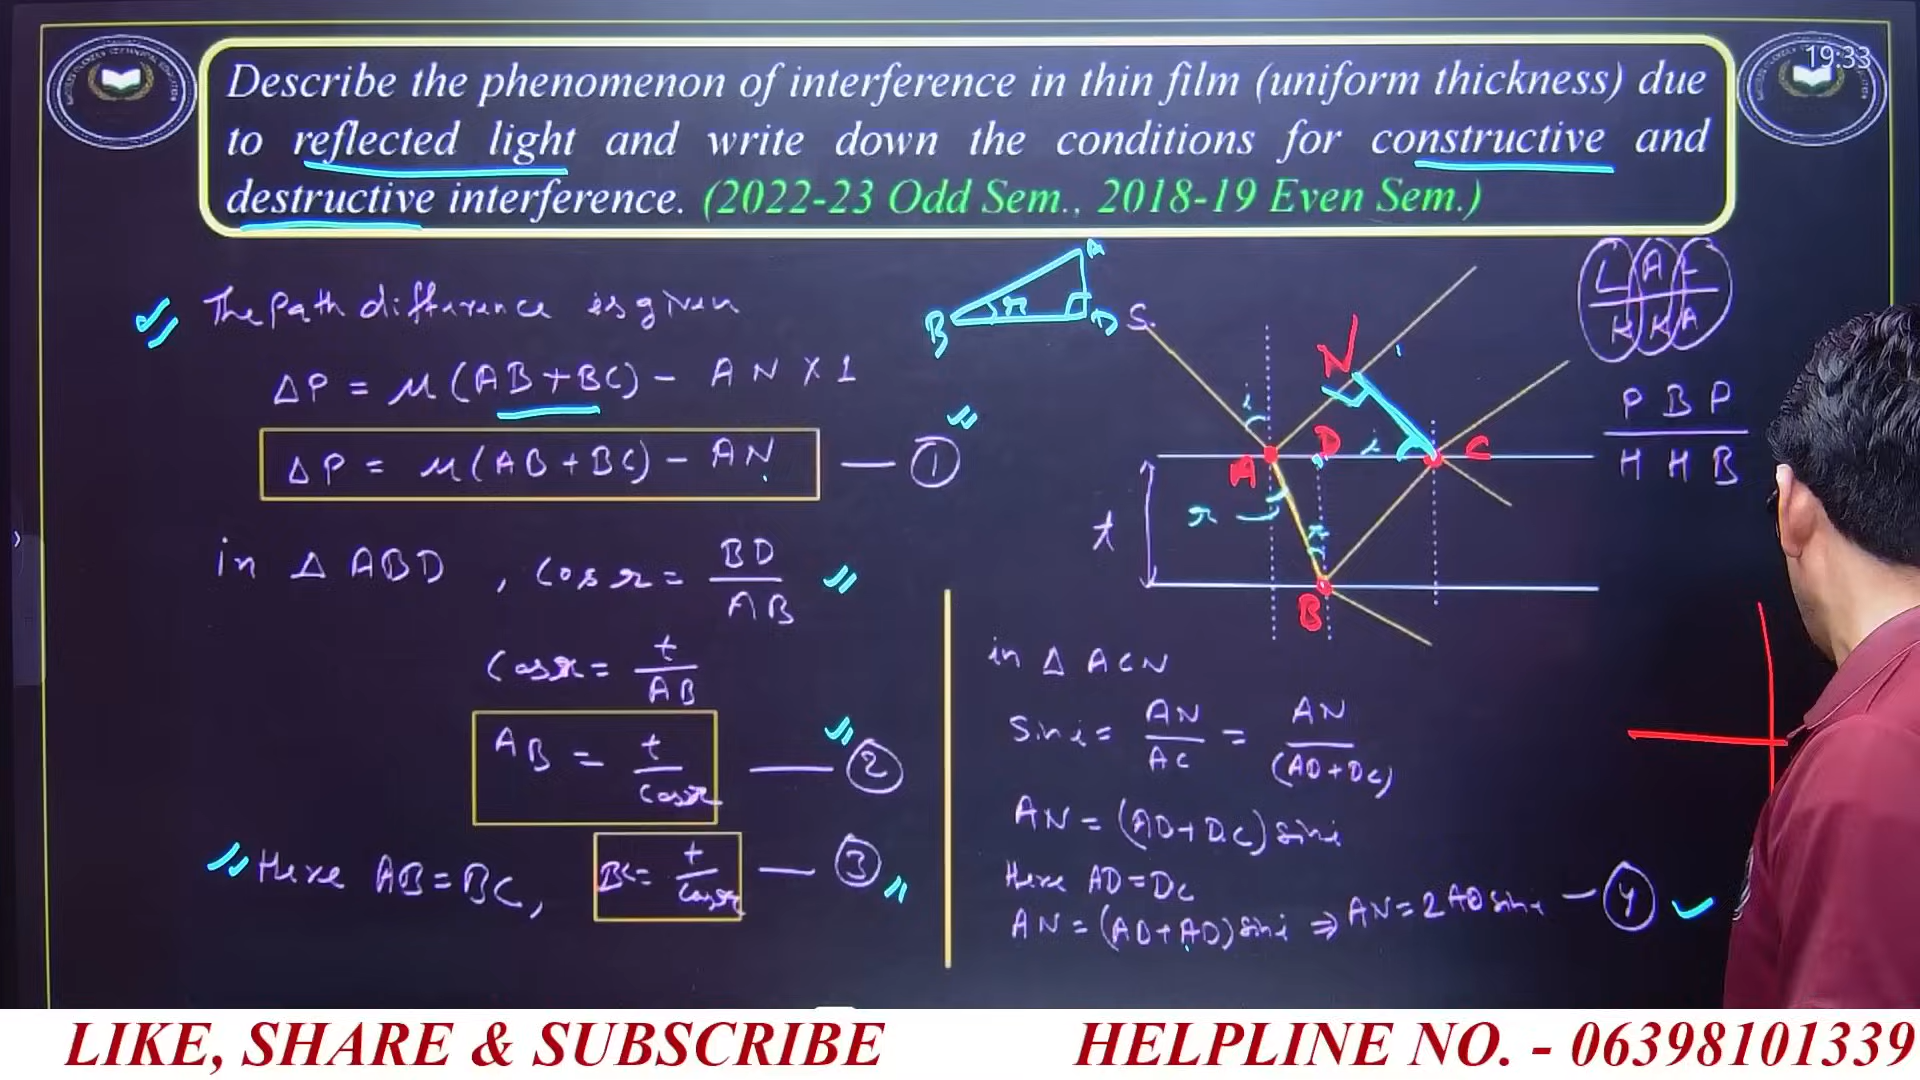 19:33
Describe the phenomenon of interference in thin film (uniform thickness) due
to reflected light and write down the conditions for constructive and
destructive interference. (2022-23 Odd Sem., 2018-19 Even Sem.)
The path difference is given
ΔP = μ(AB+BC) - AN × 1
ΔP = μ(AB+BC) - AN — ①
in Δ ABD, Cos r = BD/AB
Cos r = t/AB
AB = t/Cos r — ②
Here AB=BC, BC = t/Cos r — ③
B r A D
S
i
N
A D i C
r
r
t
B
L A L
K K A
P B P
H H B
in Δ ACN
Sin i = AN/AC = AN/(AD+DC)
AN = (AD+DC) Sin i
Here AD=DC
AN = (AD+AD) Sin i ⇒ AN = 2AD Sin i — ④
LIKE, SHARE & SUBSCRIBE
HELPLINE NO. - 06398101339